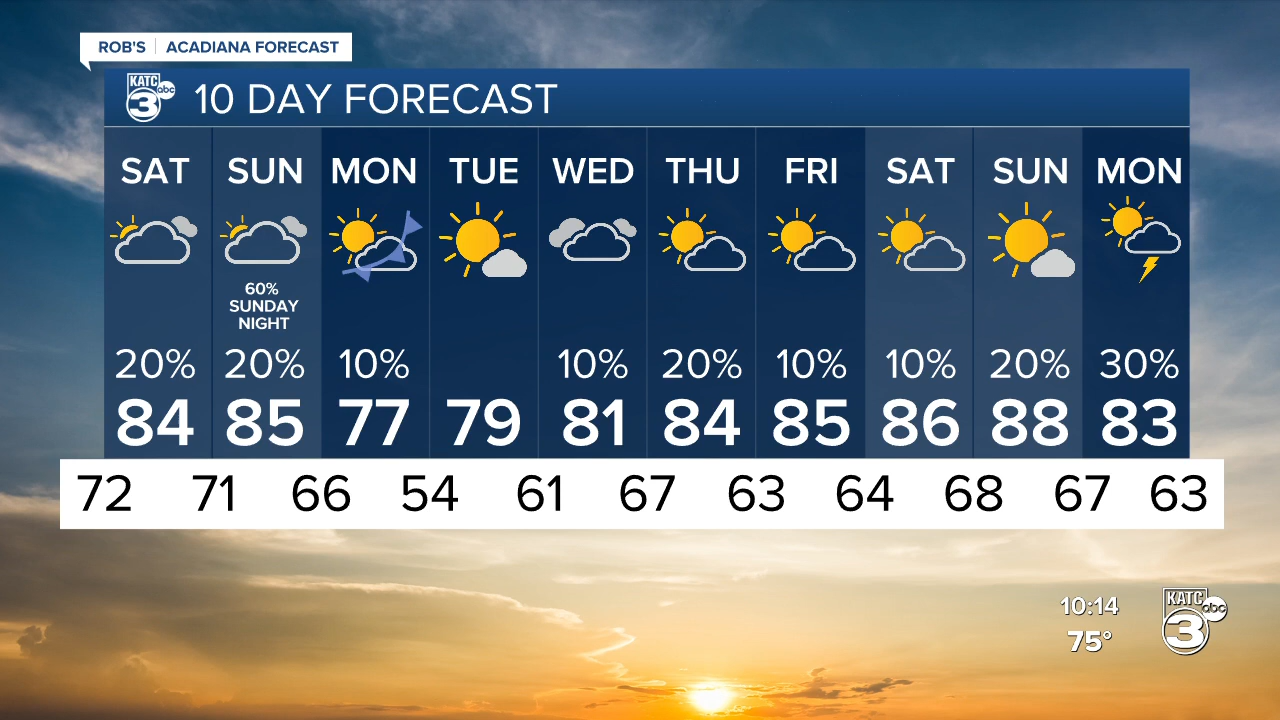 ROB'S | ACADIANA FORECAST
KATC 3 abc 10 DAY FORECAST
SAT SUN MON TUE WED THU FRI SAT SUN MON
60%
SUNDAY
NIGHT
20% 20% 10% 10% 20% 10% 10% 20% 30%
84 85 77 79 81 84 85 86 88 83
72 71 66 54 61 67 63 64 68 67 63
10:14
75°
KATC
3 abc